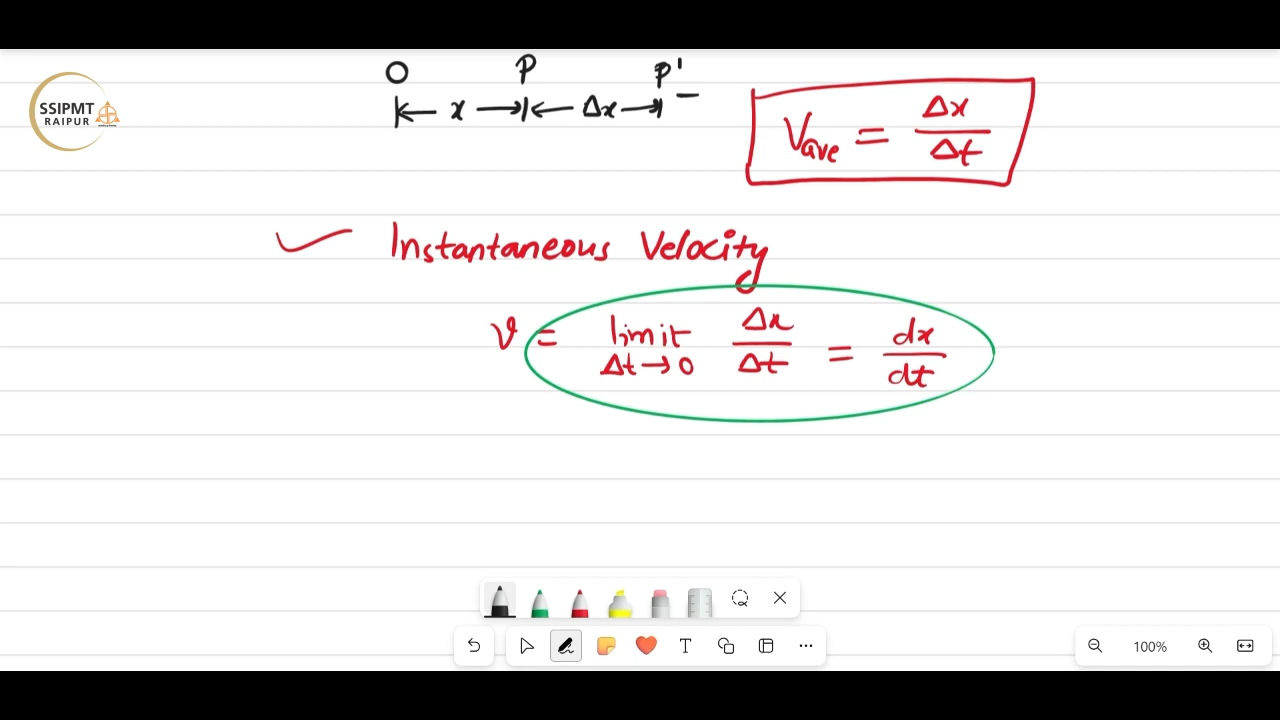 SSIPMT
RAIPUR
O P P'
x Δx
Vave = Δx/Δt
Instantaneous Velocity
v = limit Δt→0 Δx/Δt = dx/dt
T
100%